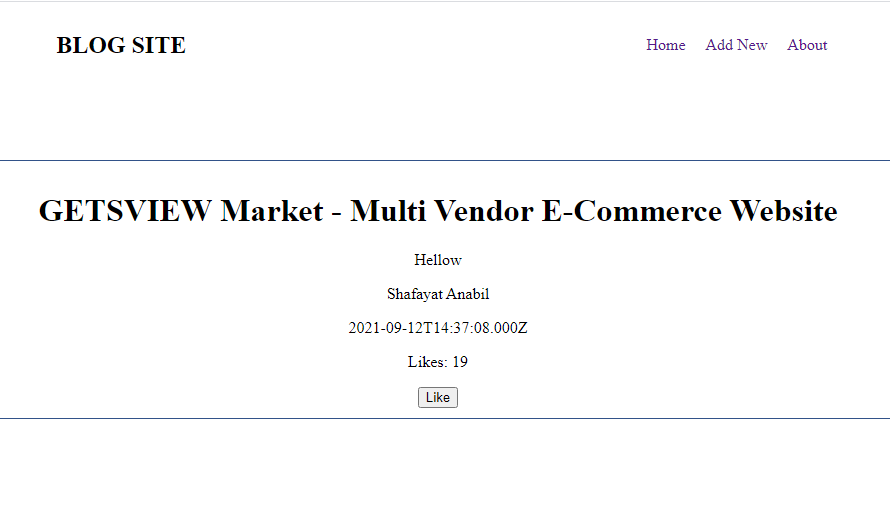 BLOG SITE
Home Add New About
GETSVIEW Market - Multi Vendor E-Commerce Website
Hellow
Shafayat Anabil
2021-09-12T14:37:08.000Z
Likes: 19
Like